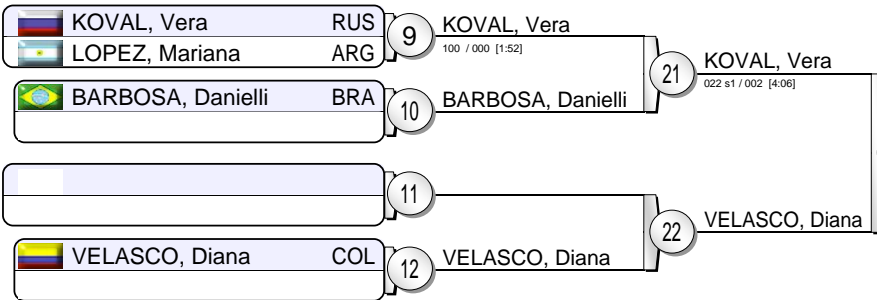 KOVAL, Vera RUS
LOPEZ, Mariana ARG
9
KOVAL, Vera
100 / 000 [1:52]
BARBOSA, Danielli BRA
10
BARBOSA, Danielli
21
KOVAL, Vera
022 s1 / 002 [4:06]
11
VELASCO, Diana COL
12
VELASCO, Diana
22
VELASCO, Diana